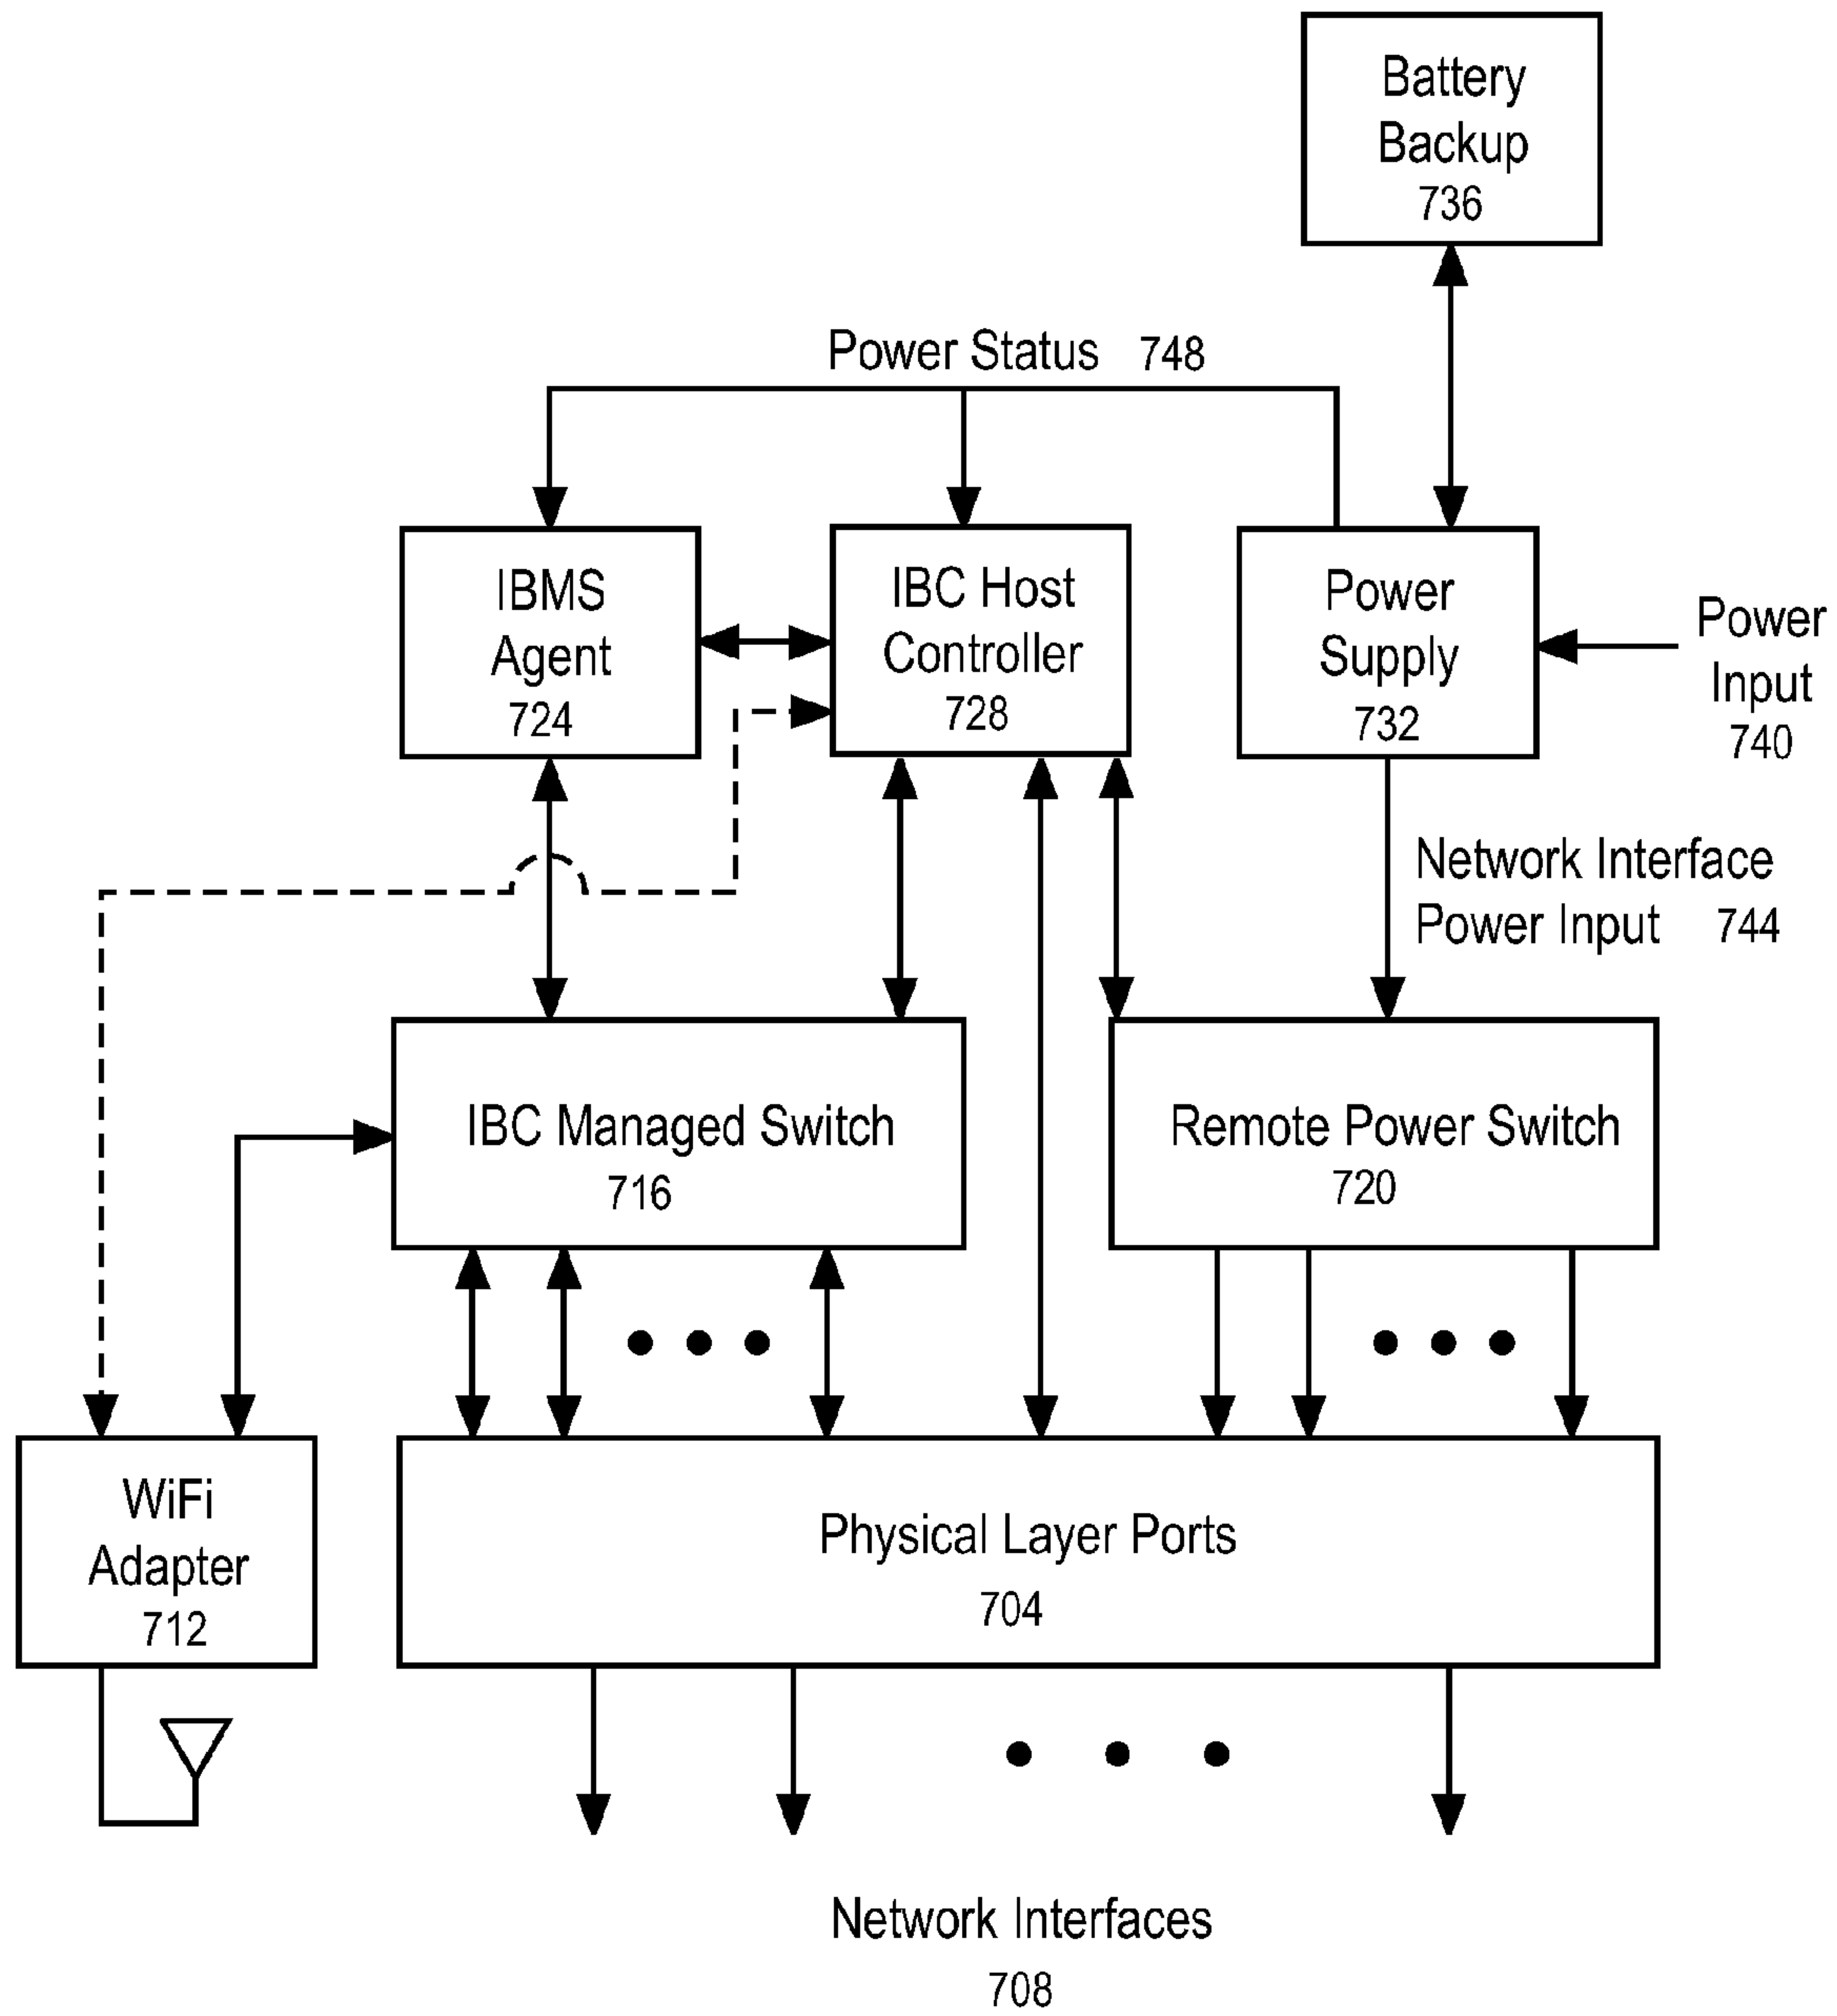 Battery
Backup
736
Power Status 748
IBMS
Agent
724
IBC Host
Controller
728
Power
Supply
732
Power
Input
740
Network Interface
Power Input 744
IBC Managed Switch
716
Remote Power Switch
720
WiFi
Adapter
712
Physical Layer Ports
704
Network Interfaces
708